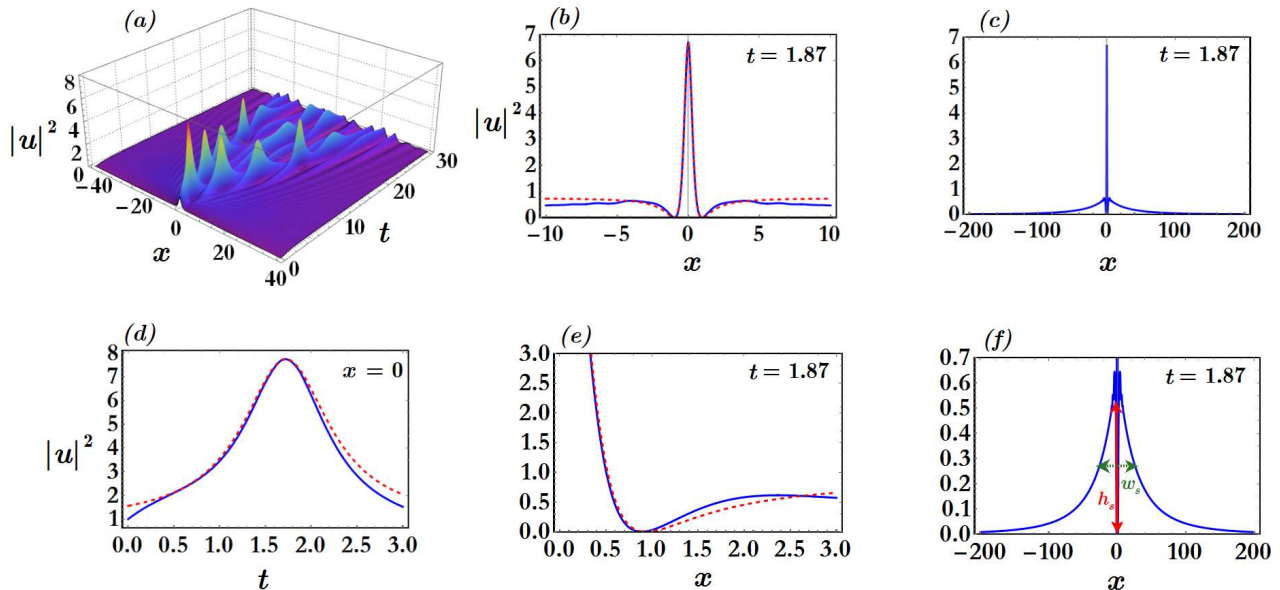 (a)
|u|²
8
6
4
2
0
−40
−20
0
20
40
x
0
10
20
30
t
(b)
|u|²
7
6
5
4
3
2
1
0
t = 1.87
−10 −5 0 5 10
x
(c)
7
6
5
4
3
2
1
0
t = 1.87
−200 −100 0 100 200
x
(d)
|u|²
8
7
6
5
4
3
2
1
x = 0
0.0 0.5 1.0 1.5 2.0 2.5 3.0
t
(e)
3.0
2.5
2.0
1.5
1.0
0.5
0.0
t = 1.87
0.0 0.5 1.0 1.5 2.0 2.5 3.0
x
(f)
0.7
0.6
0.5
0.4
0.3
0.2
0.1
0.0
t = 1.87
wₛ
hₛ
−200 −100 0 100 200
x